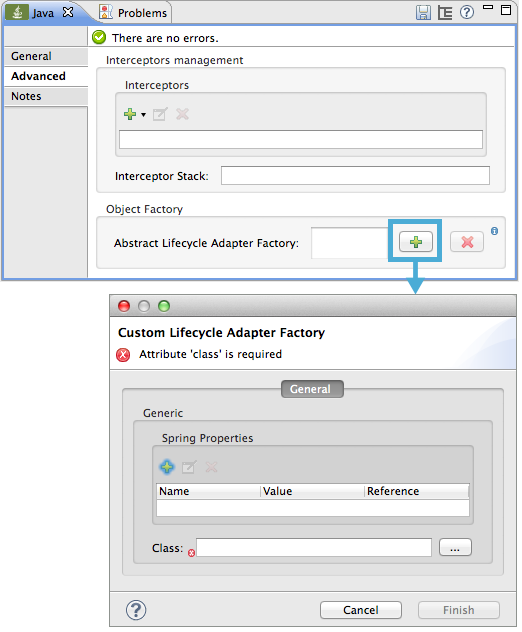 Java Problems
There are no errors.
General
Advanced
Notes
Interceptors management
Interceptors
Interceptor Stack:
Object Factory
Abstract Lifecycle Adapter Factory:
Custom Lifecycle Adapter Factory
Attribute 'class' is required
General
Generic
Spring Properties
Name Value Reference
Class: ...
Cancel Finish